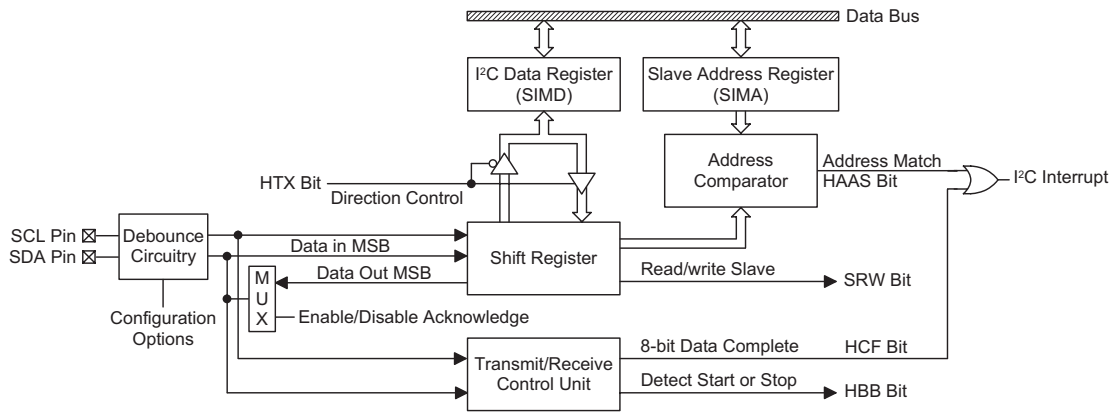 Data Bus
I²C Data Register
(SIMD)
Slave Address Register
(SIMA)
HTX Bit
Direction Control
Address
Comparator
Address Match
HAAS Bit
I²C Interrupt
SCL Pin
SDA Pin
Debounce
Circuitry
Data in MSB
Shift Register
Data Out MSB
M
U
X
Read/write Slave
SRW Bit
Configuration
Options
Enable/Disable Acknowledge
Transmit/Receive
Control Unit
8-bit Data Complete
HCF Bit
Detect Start or Stop
HBB Bit